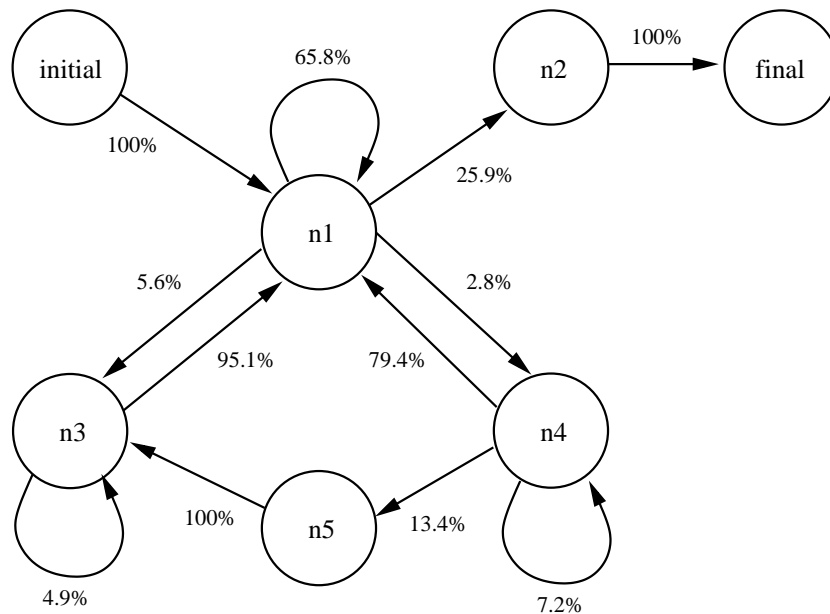 initial
65.8%
n2
100%
final
100%
25.9%
n1
5.6%
2.8%
95.1%
79.4%
n3
n4
100%
n5
13.4%
4.9%
7.2%